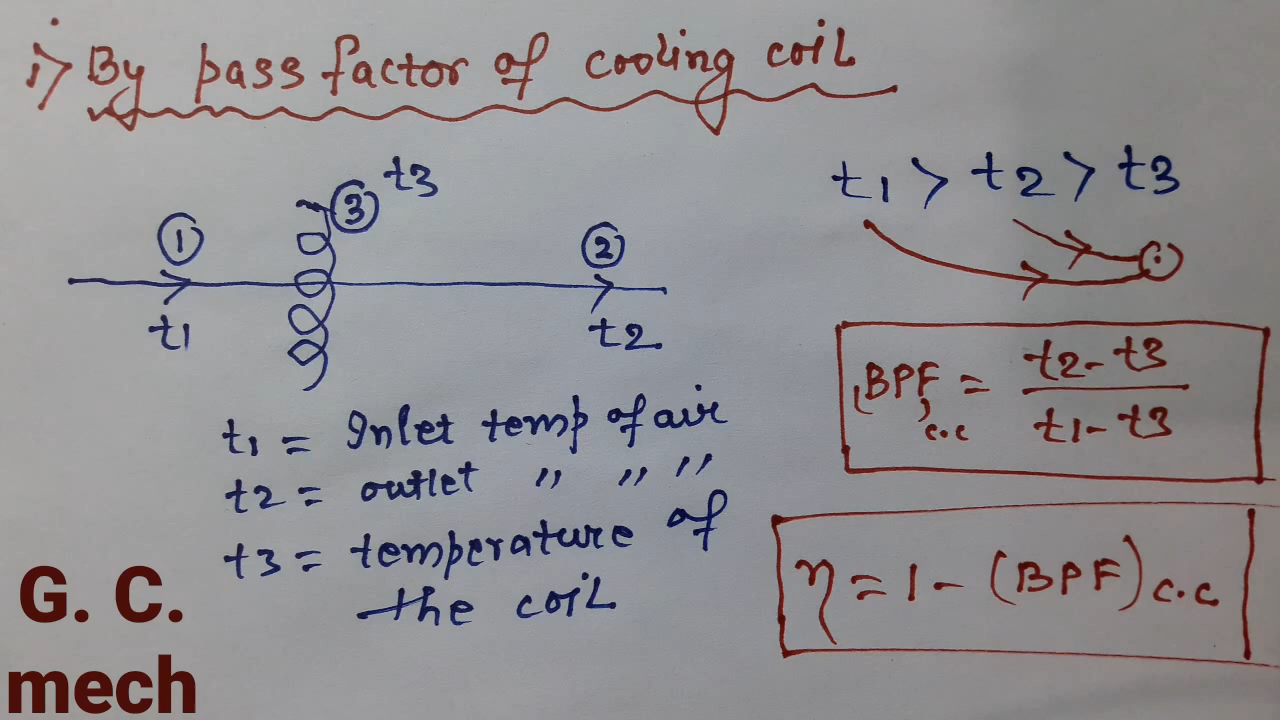 i> By pass factor of cooling coil
③ t3
t1 > t2 > t3
①
②
t1
t2
(BPF)c.c = t2 - t3 / t1 - t3
t1 = Inlet temp of air
t2 = outlet " " "
t3 = temperature of
the coil
η = 1 - (BPF)c.c
G. C.
mech